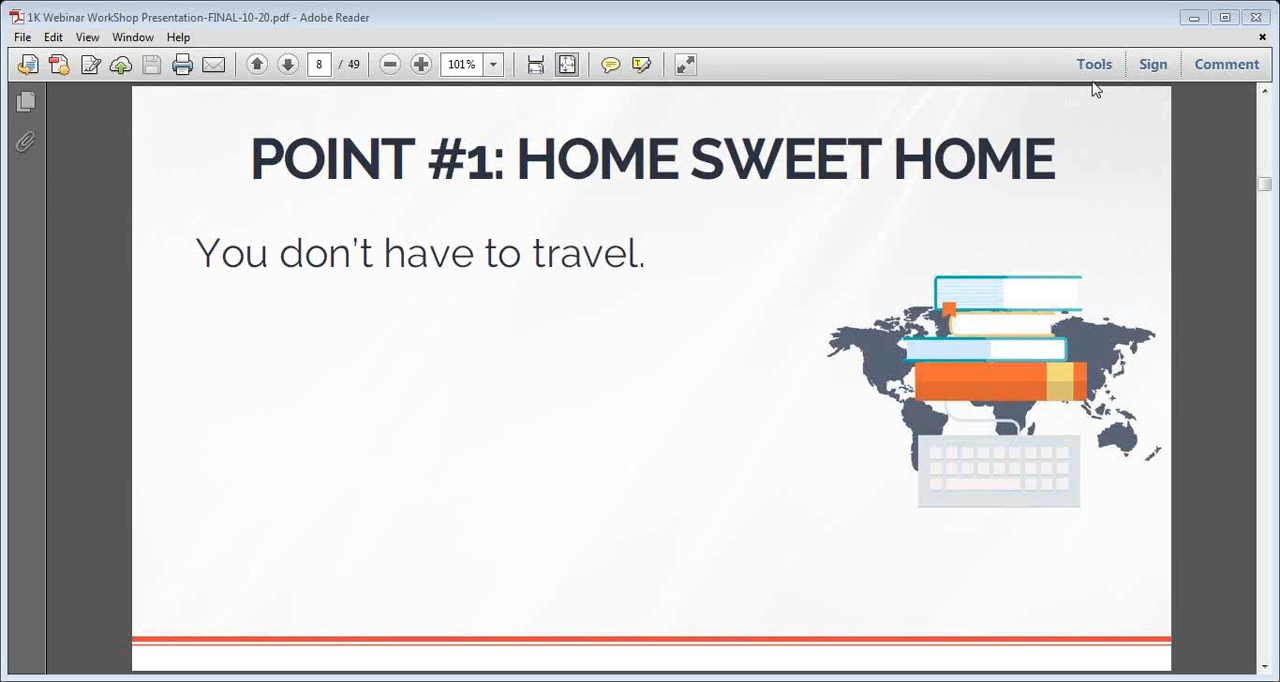 1K Webinar WorkShop Presentation-FINAL-10-20.pdf - Adobe Reader
File Edit View Window Help
8 / 49 101% Tools Sign Comment
POINT #1: HOME SWEET HOME
You don't have to travel.